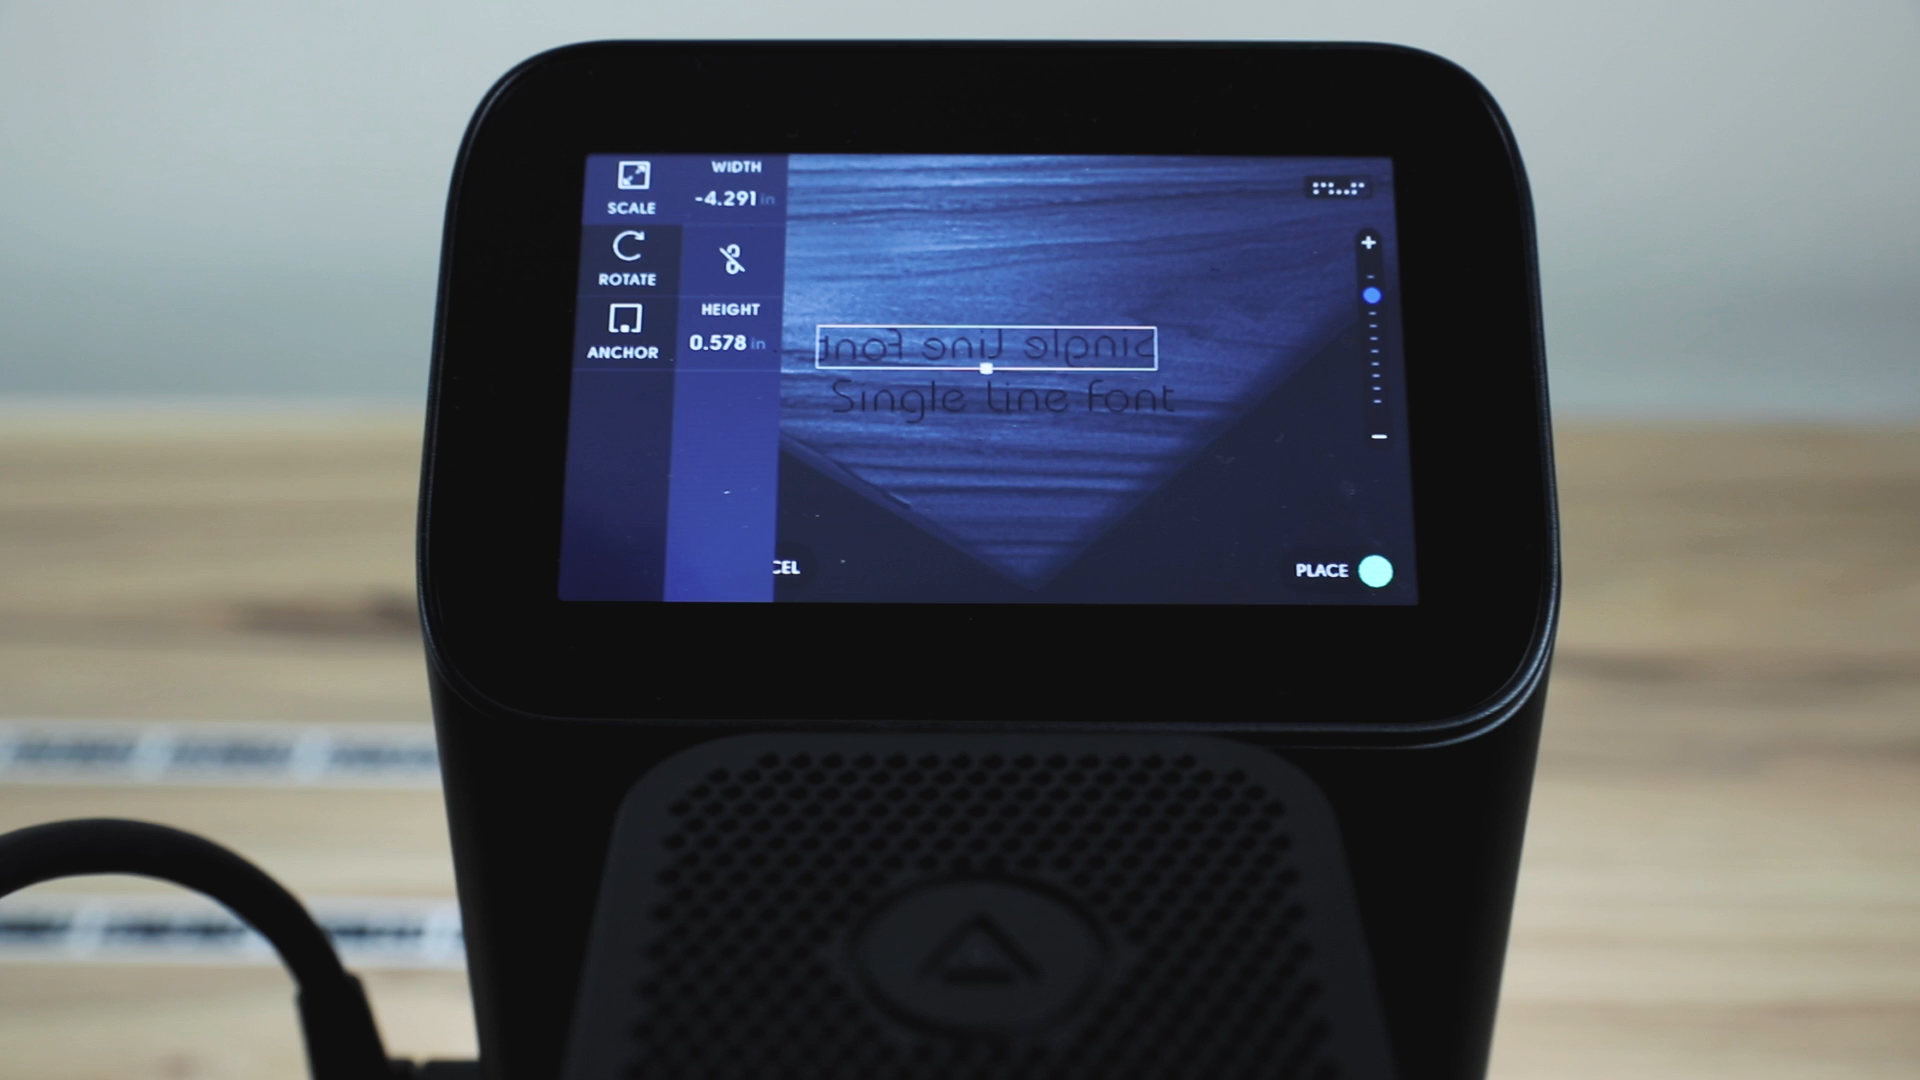 WIDTH
-4.291 in
SCALE
ROTATE
HEIGHT
0.578 in
ANCHOR
Single line font
Single line font
CEL
PLACE